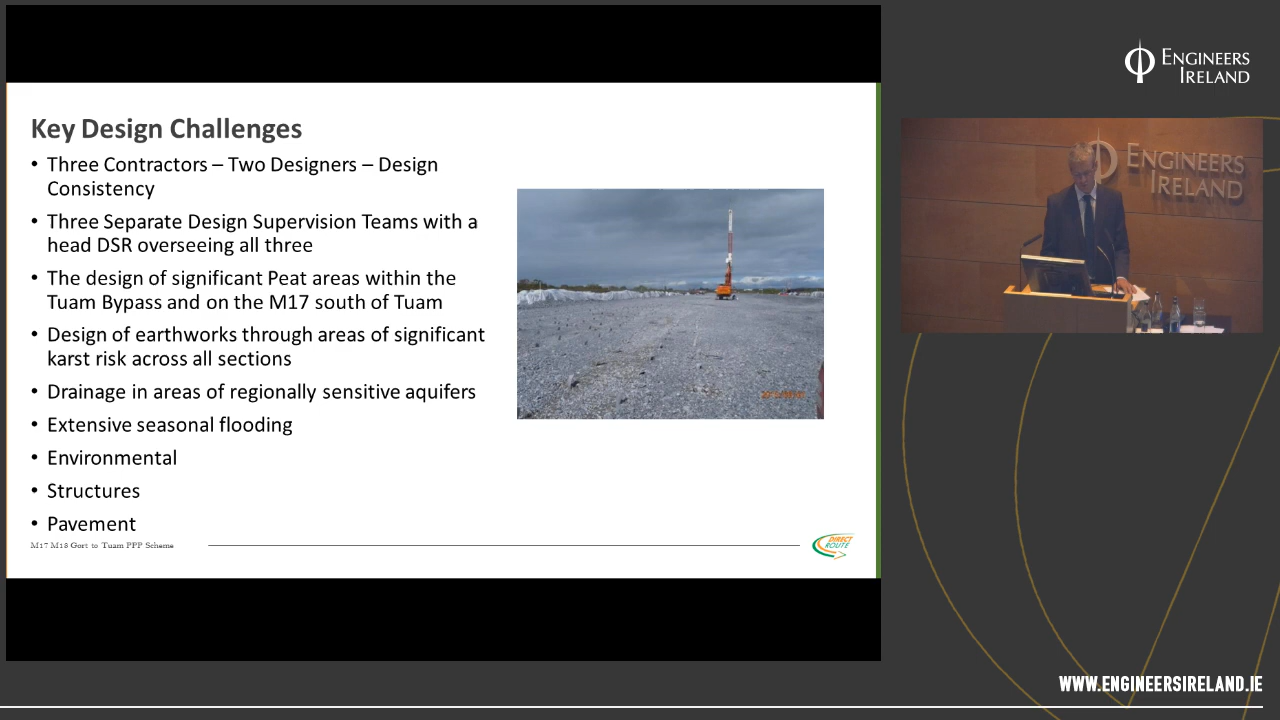 Key Design Challenges
• Three Contractors – Two Designers – Design
Consistency
• Three Separate Design Supervision Teams with a
head DSR overseeing all three
• The design of significant Peat areas within the
Tuam Bypass and on the M17 south of Tuam
• Design of earthworks through areas of significant
karst risk across all sections
• Drainage in areas of regionally sensitive aquifers
• Extensive seasonal flooding
• Environmental
• Structures
• Pavement
M17 M18 Gort to Tuam PPP Scheme
DIRECT
ROUTE
ENGINEERS
IRELAND
ENGINEERS
IRELAND
WWW.ENGINEERSIRELAND.IE